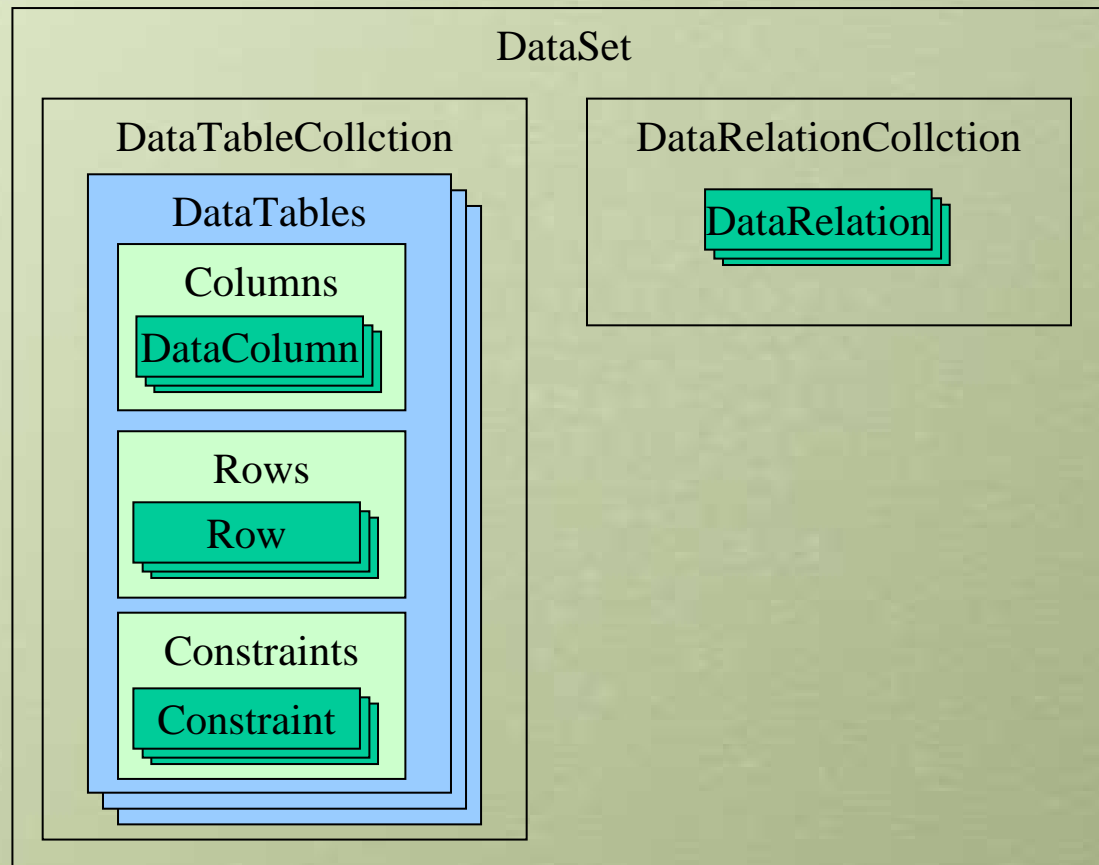 DataSet
DataTableCollction
DataTables
Columns
DataColumn
Rows
Row
Constraints
Constraint
DataRelationCollction
DataRelation